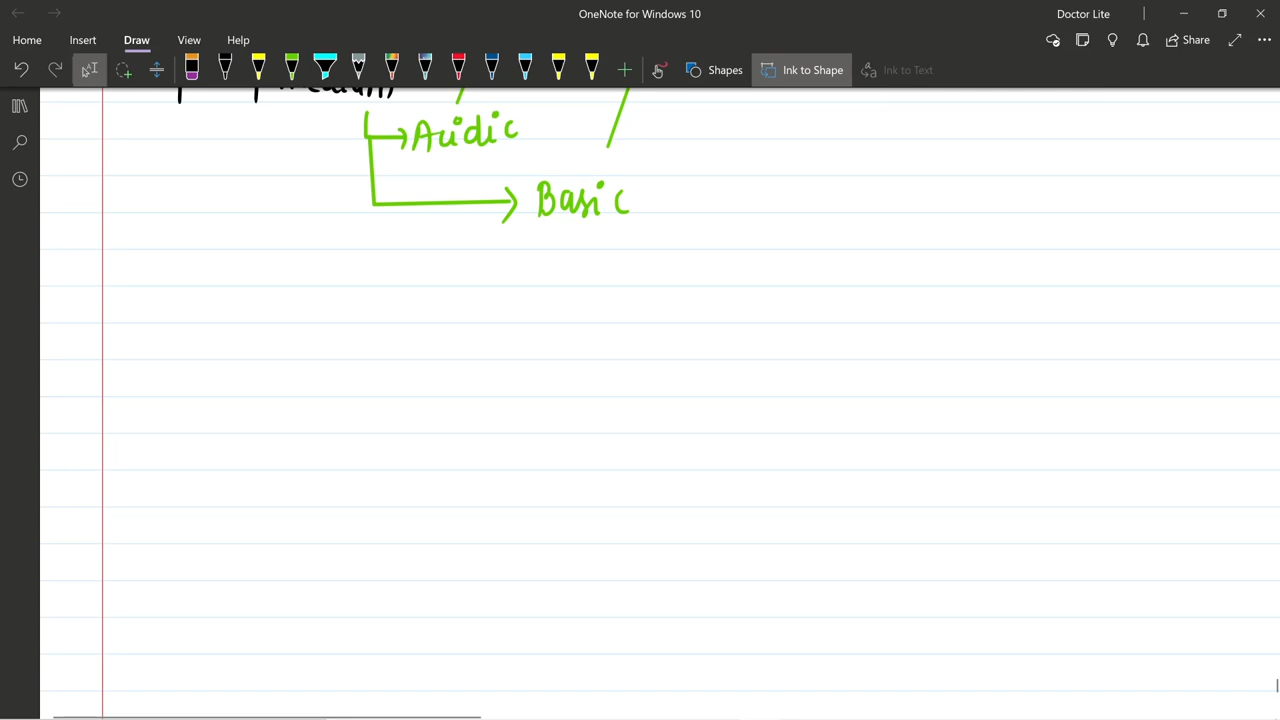 OneNote for Windows 10
Doctor Lite
Home Insert Draw View Help
Share
Shapes Ink to Shape Ink to Text
Acidic
Basic